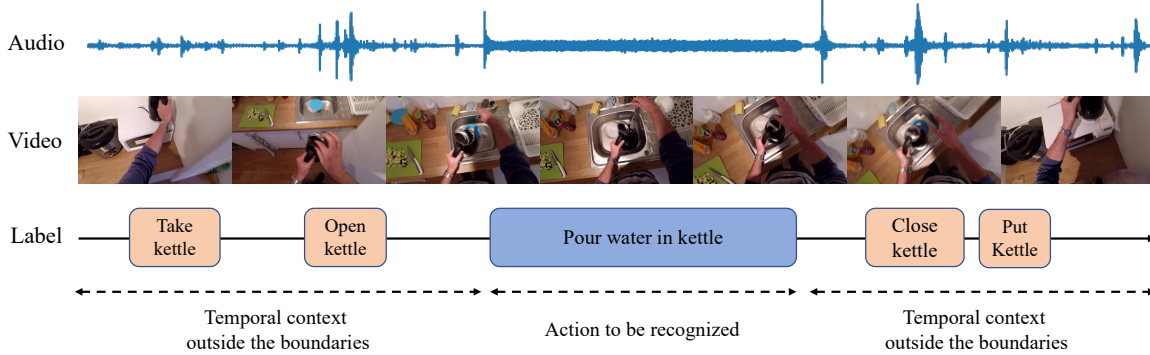 Audio
Video
Label
Take
kettle
Open
kettle
Pour water in kettle
Close
kettle
Put
Kettle
Temporal context
outside the boundaries
Action to be recognized
Temporal context
outside the boundaries